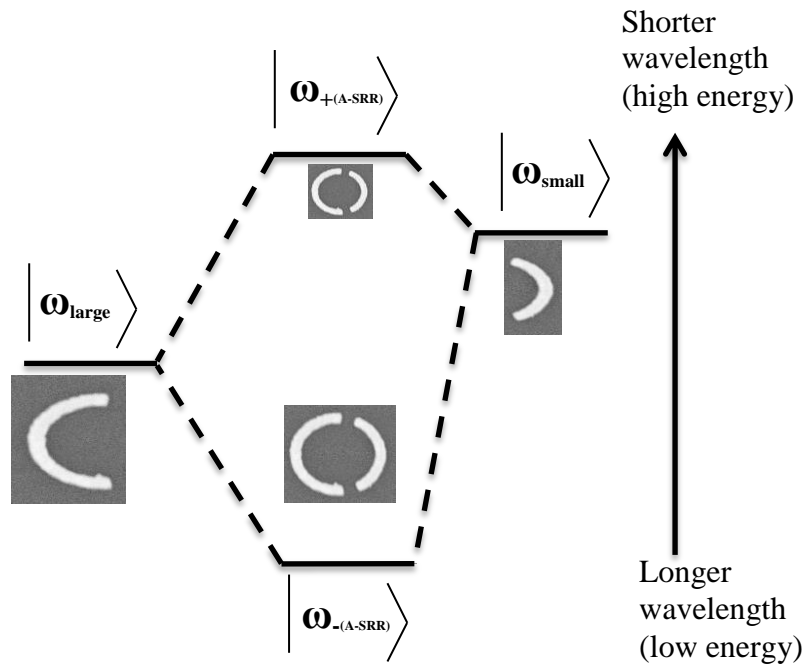 Shorter
wavelength
(high energy)
|ω+(A-SRR)⟩
|ωsmall⟩
|ωlarge⟩
|ω-(A-SRR)⟩
Longer
wavelength
(low energy)